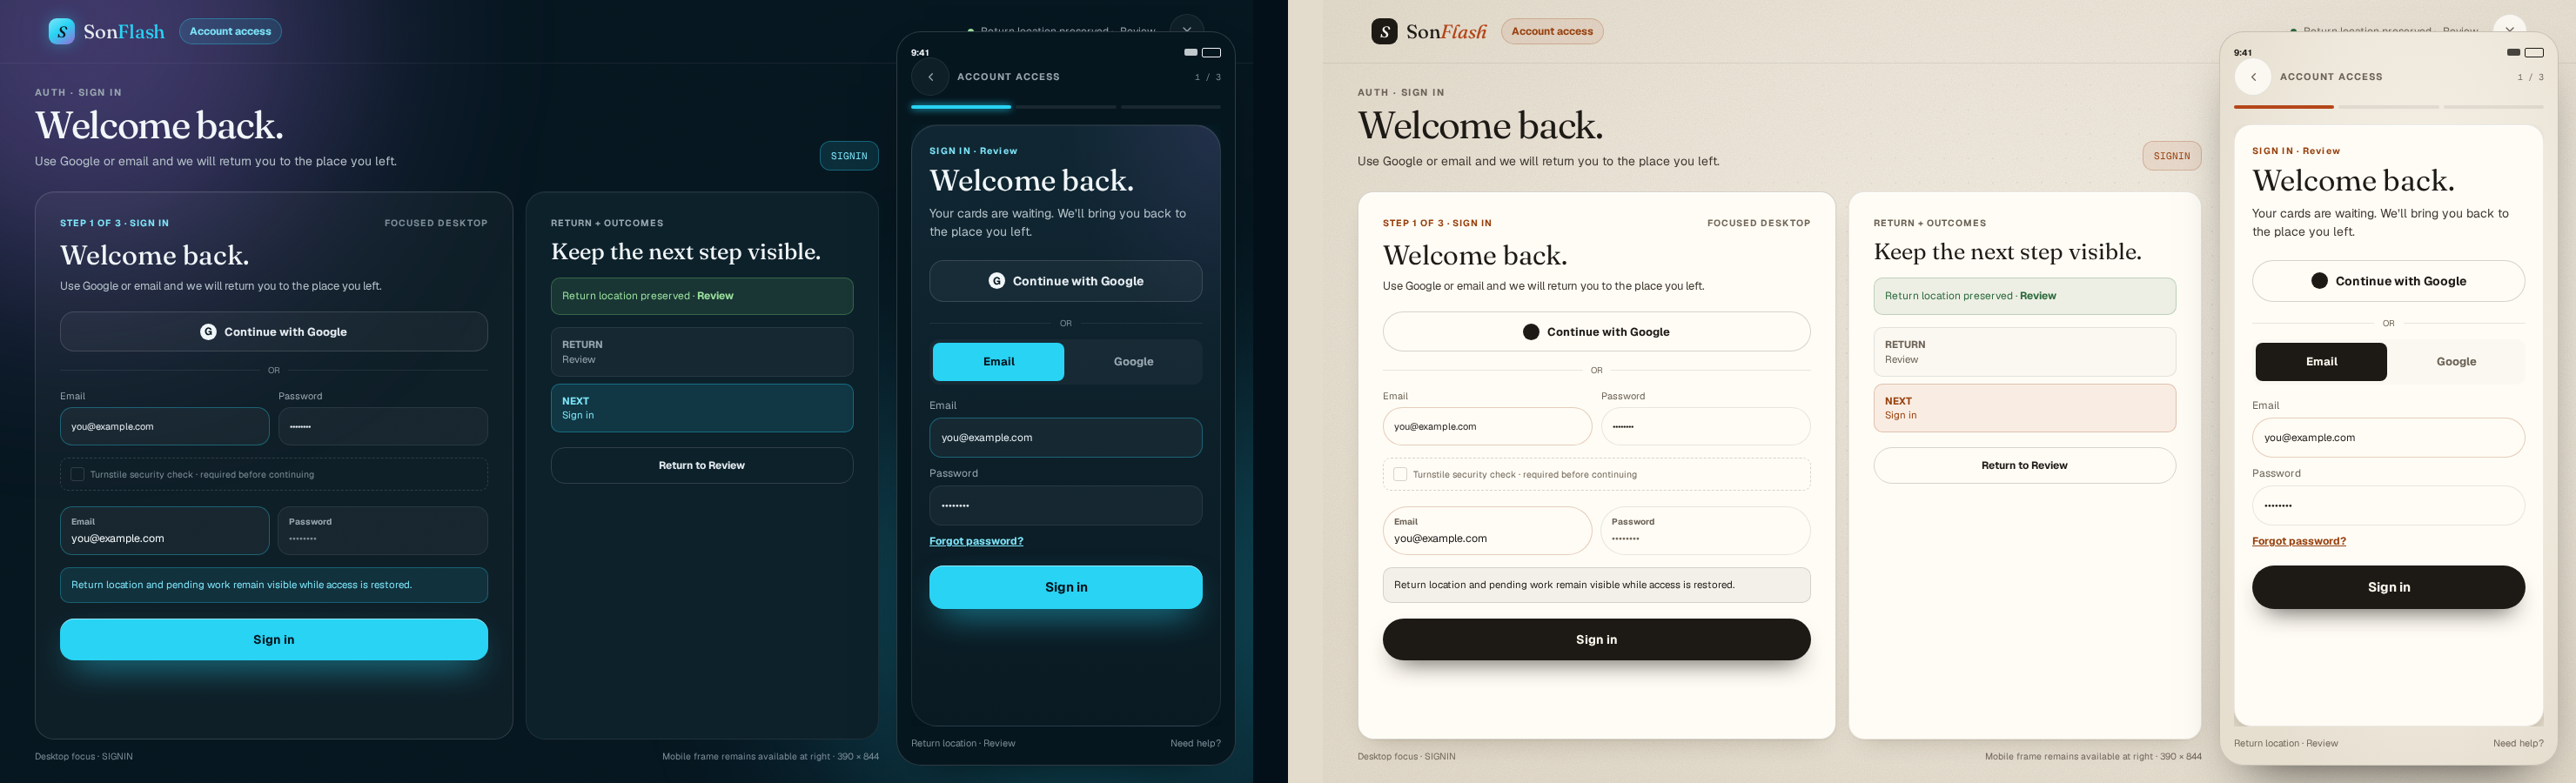 S SonFlash Account access
Return location preserved · Review
AUTH · SIGN IN
Welcome back.
Use Google or email and we will return you to the place you left.
SIGNIN
STEP 1 OF 3 · SIGN IN
FOCUSED DESKTOP
Welcome back.
Use Google or email and we will return you to the place you left.
G Continue with Google
OR
Email
Password
you@example.com
••••••••
Turnstile security check · required before continuing
Email
you@example.com
Password
••••••••
Return location and pending work remain visible while access is restored.
Sign in
RETURN + OUTCOMES
Keep the next step visible.
Return location preserved · Review
RETURN
Review
NEXT
Sign in
Return to Review
Desktop focus · SIGNIN
Mobile frame remains available at right · 390 × 844
9:41
ACCOUNT ACCESS
1 / 3
SIGN IN · Review
Welcome back.
Your cards are waiting. We'll bring you back to
the place you left.
G Continue with Google
OR
Email
Google
Email
you@example.com
Password
••••••••
Forgot password?
Sign in
Return location · Review
Need help?
S SonFlash Account access
Return location preserved · Review
AUTH · SIGN IN
Welcome back.
Use Google or email and we will return you to the place you left.
SIGNIN
STEP 1 OF 3 · SIGN IN
FOCUSED DESKTOP
Welcome back.
Use Google or email and we will return you to the place you left.
Continue with Google
OR
Email
Password
you@example.com
••••••••
Turnstile security check · required before continuing
Email
you@example.com
Password
••••••••
Return location and pending work remain visible while access is restored.
Sign in
RETURN + OUTCOMES
Keep the next step visible.
Return location preserved · Review
RETURN
Review
NEXT
Sign in
Return to Review
Desktop focus · SIGNIN
Mobile frame remains available at right · 390 × 844
9:41
ACCOUNT ACCESS
1 / 3
SIGN IN · Review
Welcome back.
Your cards are waiting. We'll bring you back to
the place you left.
Continue with Google
OR
Email
Google
Email
you@example.com
Password
••••••••
Forgot password?
Sign in
Return location · Review
Need help?